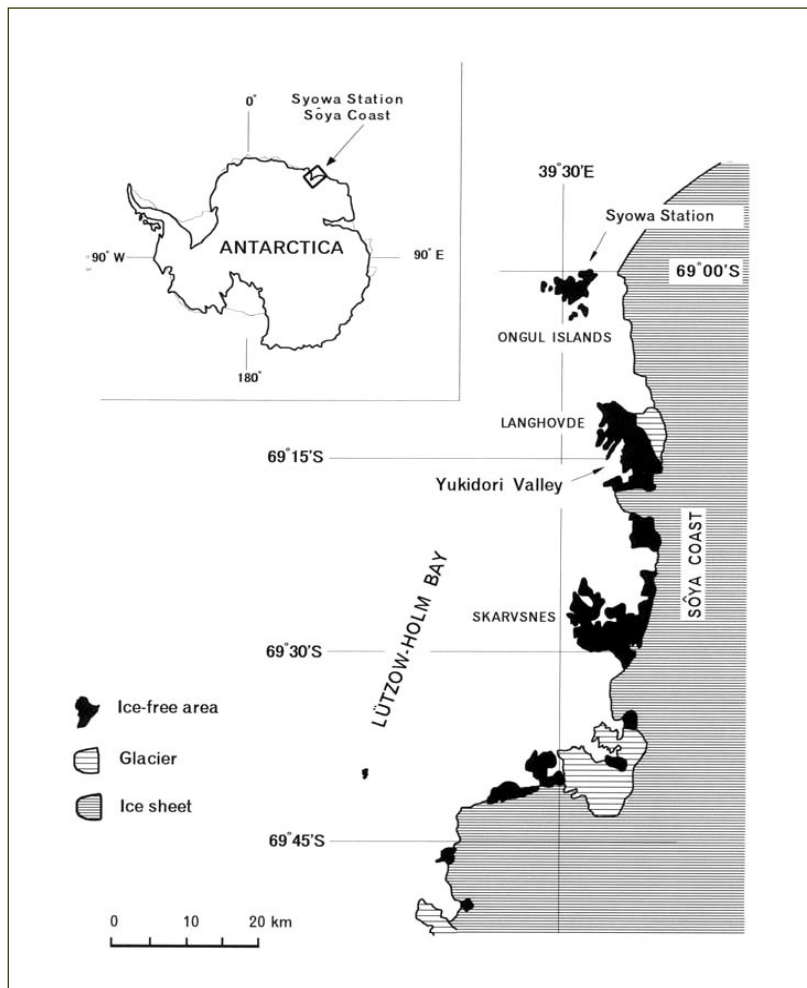 0°
Syowa Station
Sôya Coast
90° W
ANTARCTICA
90° E
180°
39°30'E
Syowa Station
69°00'S
ONGUL ISLANDS
LANGHOVDE
69°15'S
Yukidori Valley
SÔYA COAST
LÜTZOW-HOLM BAY
SKARVSNES
69°30'S
Ice-free area
Glacier
Ice sheet
69°45'S
0 10 20 km